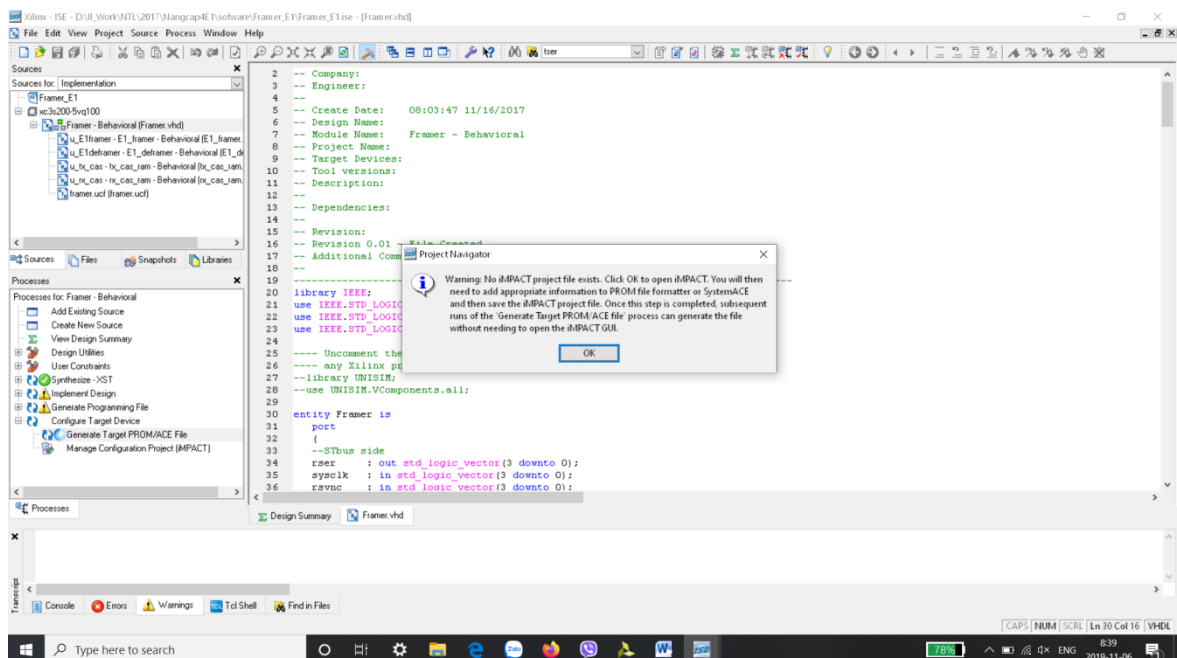 Xilinx - ISE - D:\II_Work\NTL\2017\Nangcap4E1\sofware\Framer_E1\Framer_E1.ise - [Framer.vhd]
File Edit View Project Source Process Window Help
tser
Sources
Sources for: Implementation
Framer_E1
xc3s200-5vq100
Framer - Behavioral (Framer.vhd)
u_E1framer - E1_framer - Behavioral (E1_framer.
u_E1deframer - E1_deframer - Behavioral (E1_de
u_tx_cas - tx_cas_ram - Behavioral (tx_cas_ram.
u_rx_cas - rx_cas_ram - Behavioral (rx_cas_ram.
framer.ucf (framer.ucf)
Sources Files Snapshots Libraries
Processes
Processes for: Framer - Behavioral
Add Existing Source
Create New Source
View Design Summary
Design Utilities
User Constraints
Synthesize - XST
Implement Design
Generate Programming File
Configure Target Device
Generate Target PROM/ACE File
Manage Configuration Project (iMPACT)
Processes
2 -- Company:
3 -- Engineer:
4 --
5 -- Create Date: 08:03:47 11/16/2017
6 -- Design Name:
7 -- Module Name: Framer - Behavioral
8 -- Project Name:
9 -- Target Devices:
10 -- Tool versions:
11 -- Description:
12 --
13 -- Dependencies:
14 --
15 -- Revision:
16 -- Revision 0.01 - File Created
17 -- Additional Comm
18 --
19 --------------------------------------------------------------------------------
20 library IEEE;
21 use IEEE.STD_LOGIC
22 use IEEE.STD_LOGIC
23 use IEEE.STD_LOGIC
24
25 ---- Uncomment the
26 ---- any Xilinx pr
27 --library UNISIM;
28 --use UNISIM.VComponents.all;
29
30 entity Framer is
31 port
32 (
33 --STbus side
34 rser : out std_logic_vector(3 downto 0);
35 sysclk : in std_logic_vector(3 downto 0);
36 rsync : in std_logic_vector(3 downto 0);
Project Navigator
Warning: No iMPACT project file exists. Click OK to open iMPACT. You will then
need to add appropriate information to PROM file formatter or SystemACE
and then save the iMPACT project file. Once this step is completed, subsequent
runs of the 'Generate Target PROM/ACE file' process can generate the file
without needing to open the iMPACT GUI.
OK
Design Summary Framer.vhd
Transcript
Console Errors Warnings Tcl Shell Find in Files
CAPS NUM SCRL Ln 30 Col 16 VHDL
Type here to search
Zalo
ISE
78%
ENG
8:39
2019-11-06